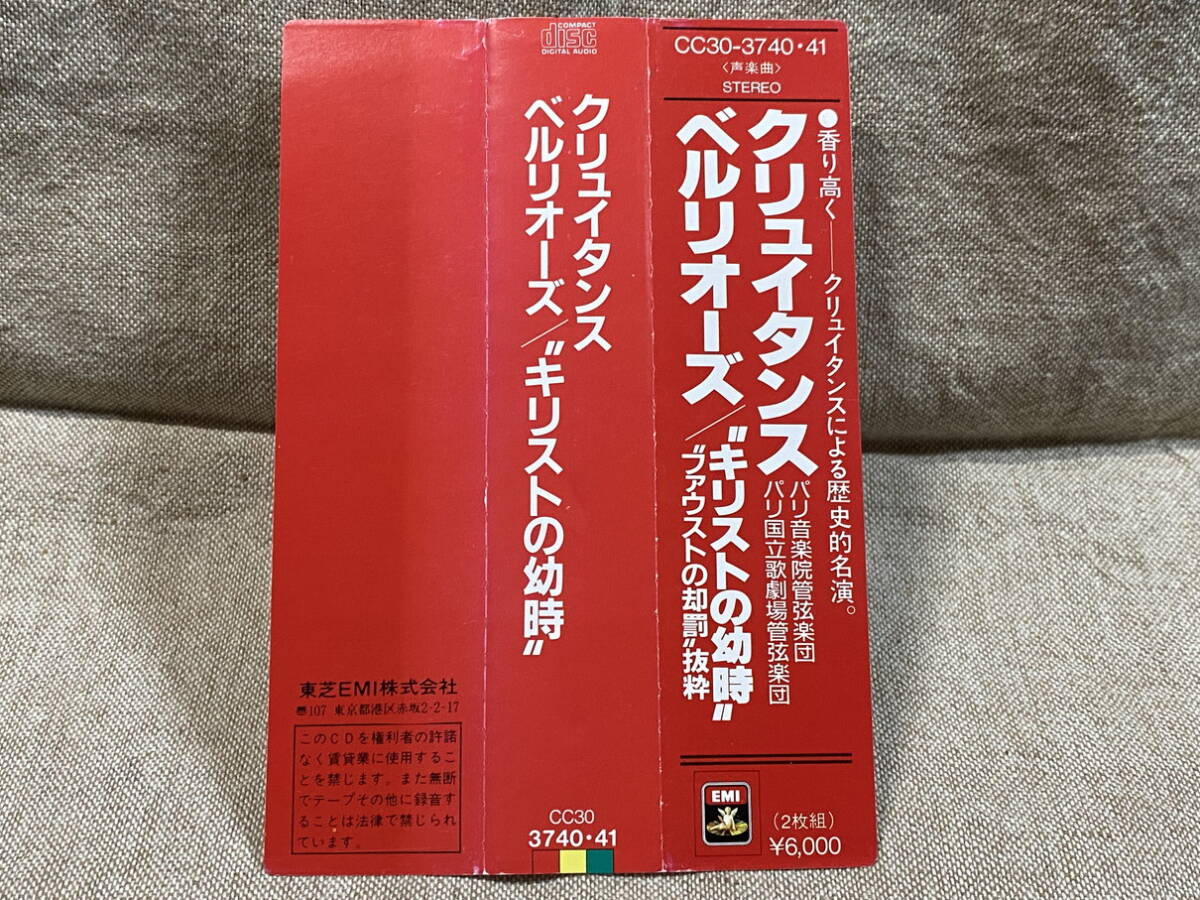 CC30-3740・41
〈声楽曲〉
STEREO
●香り高く――クリュイタンスによる歴史的名演。
クリュイタンス
パリ音楽院管弦楽団
パリ国立歌劇場管弦楽団
ベルリオーズ/〝キリストの幼時〟
〝ファウストの却罰〟抜粋
EMI
(2枚組)
¥6,000
COMPACT
disc
DIGITAL AUDIO
クリュイタンス
ベルリオーズ/〝キリストの幼時〟
CC30
3740・41
東芝EMI株式会社
〠107 東京都港区赤坂2-2-17
このCDを権利者の許諾
なく賃貸業に使用するこ
とを禁じます。また無断
でテープその他に録音す
ることは法律で禁じられ
ています。